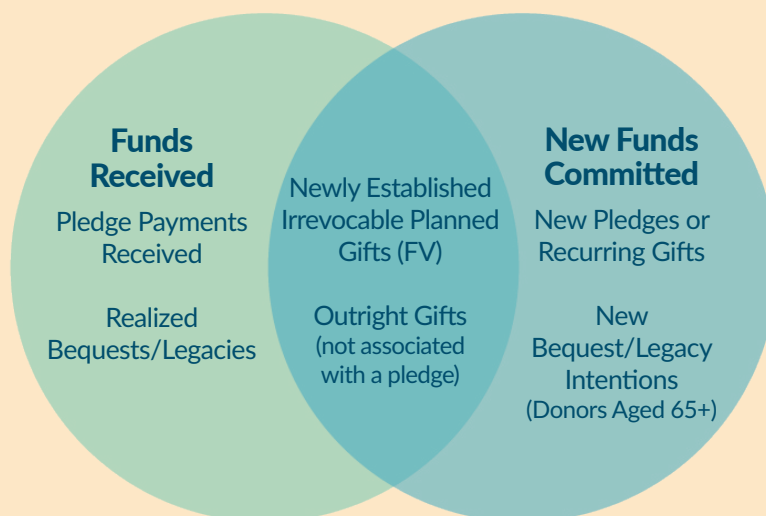 Funds
Received
Pledge Payments
Received
Realized
Bequests/Legacies
Newly Established
Irrevocable Planned
Gifts (FV)
Outright Gifts
(not associated
with a pledge)
New Funds
Committed
New Pledges or
Recurring Gifts
New
Bequest/Legacy
Intentions
(Donors Aged 65+)